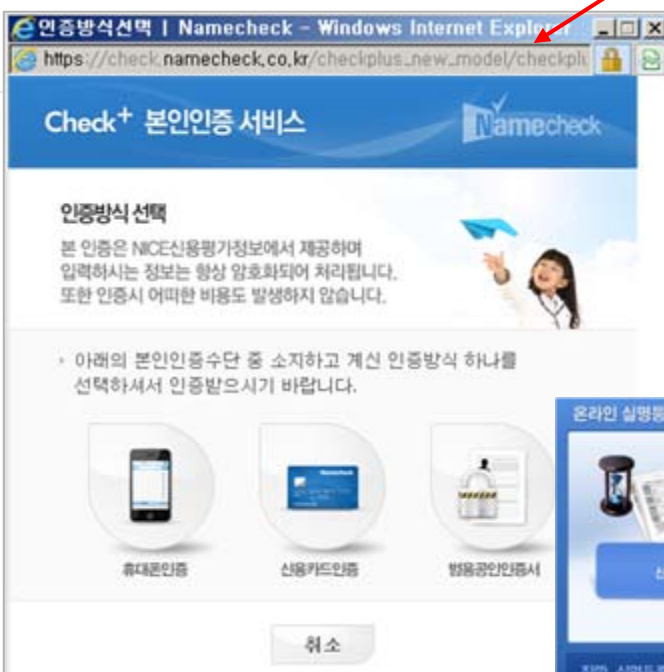 인증방식선택 | Namecheck - Windows Internet Explorer
https://check.namecheck.co.kr/checkplus_new_model/checkplu
Check+ 본인인증 서비스
Namecheck
인증방식 선택
본 인증은 NICE신용평가정보에서 제공하며
입력하시는 정보는 항상 암호화되어 처리됩니다.
또한 인증시 어떠한 비용도 발생하지 않습니다.
아래의 본인인증수단 중 소지하고 계신 인증방식 하나를
선택하셔서 인증받으시기 바랍니다.
온라인 실명등
휴대폰인증
신용카드인증
범용공인인증서
취소